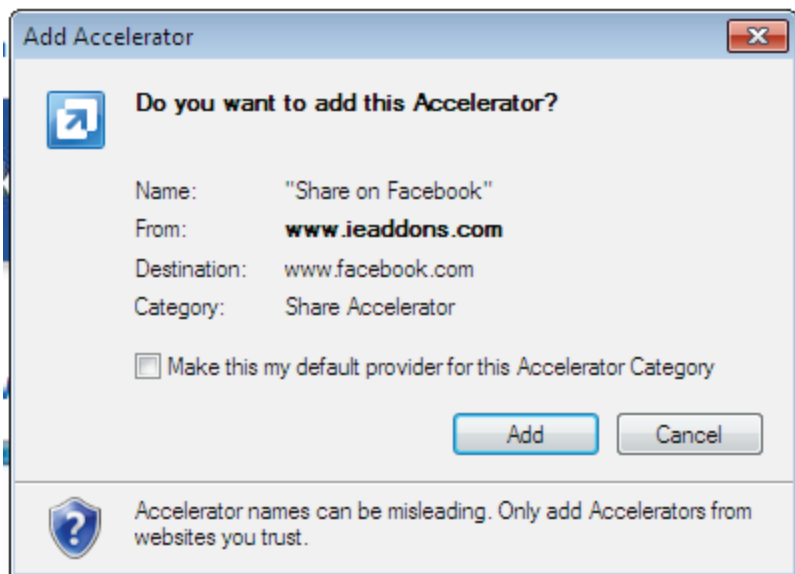 Add Accelerator
Do you want to add this Accelerator?
Name: "Share on Facebook"
From: www.ieaddons.com
Destination: www.facebook.com
Category: Share Accelerator
Make this my default provider for this Accelerator Category
Add Cancel
Accelerator names can be misleading. Only add Accelerators from
websites you trust.